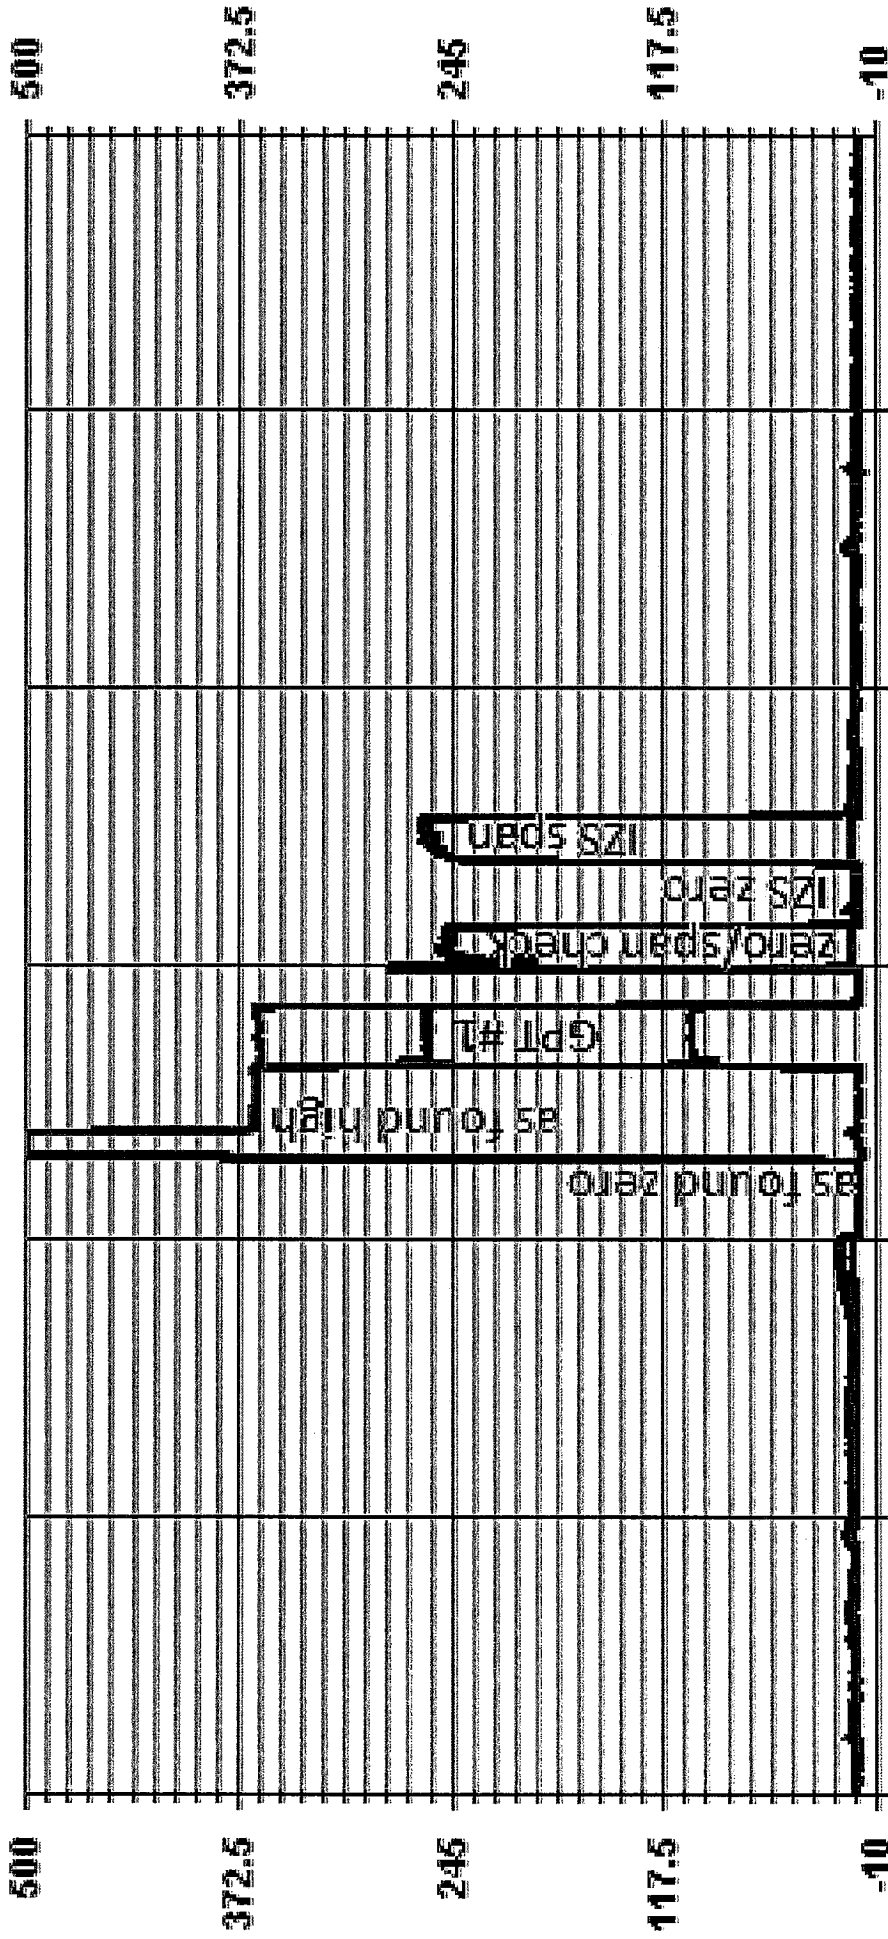 500
372.5
245
117.5
-10
as found zero
as found high
GPT #1
zero/span check
IZS zero
IZS span
500
372.5
245
117.5
-10